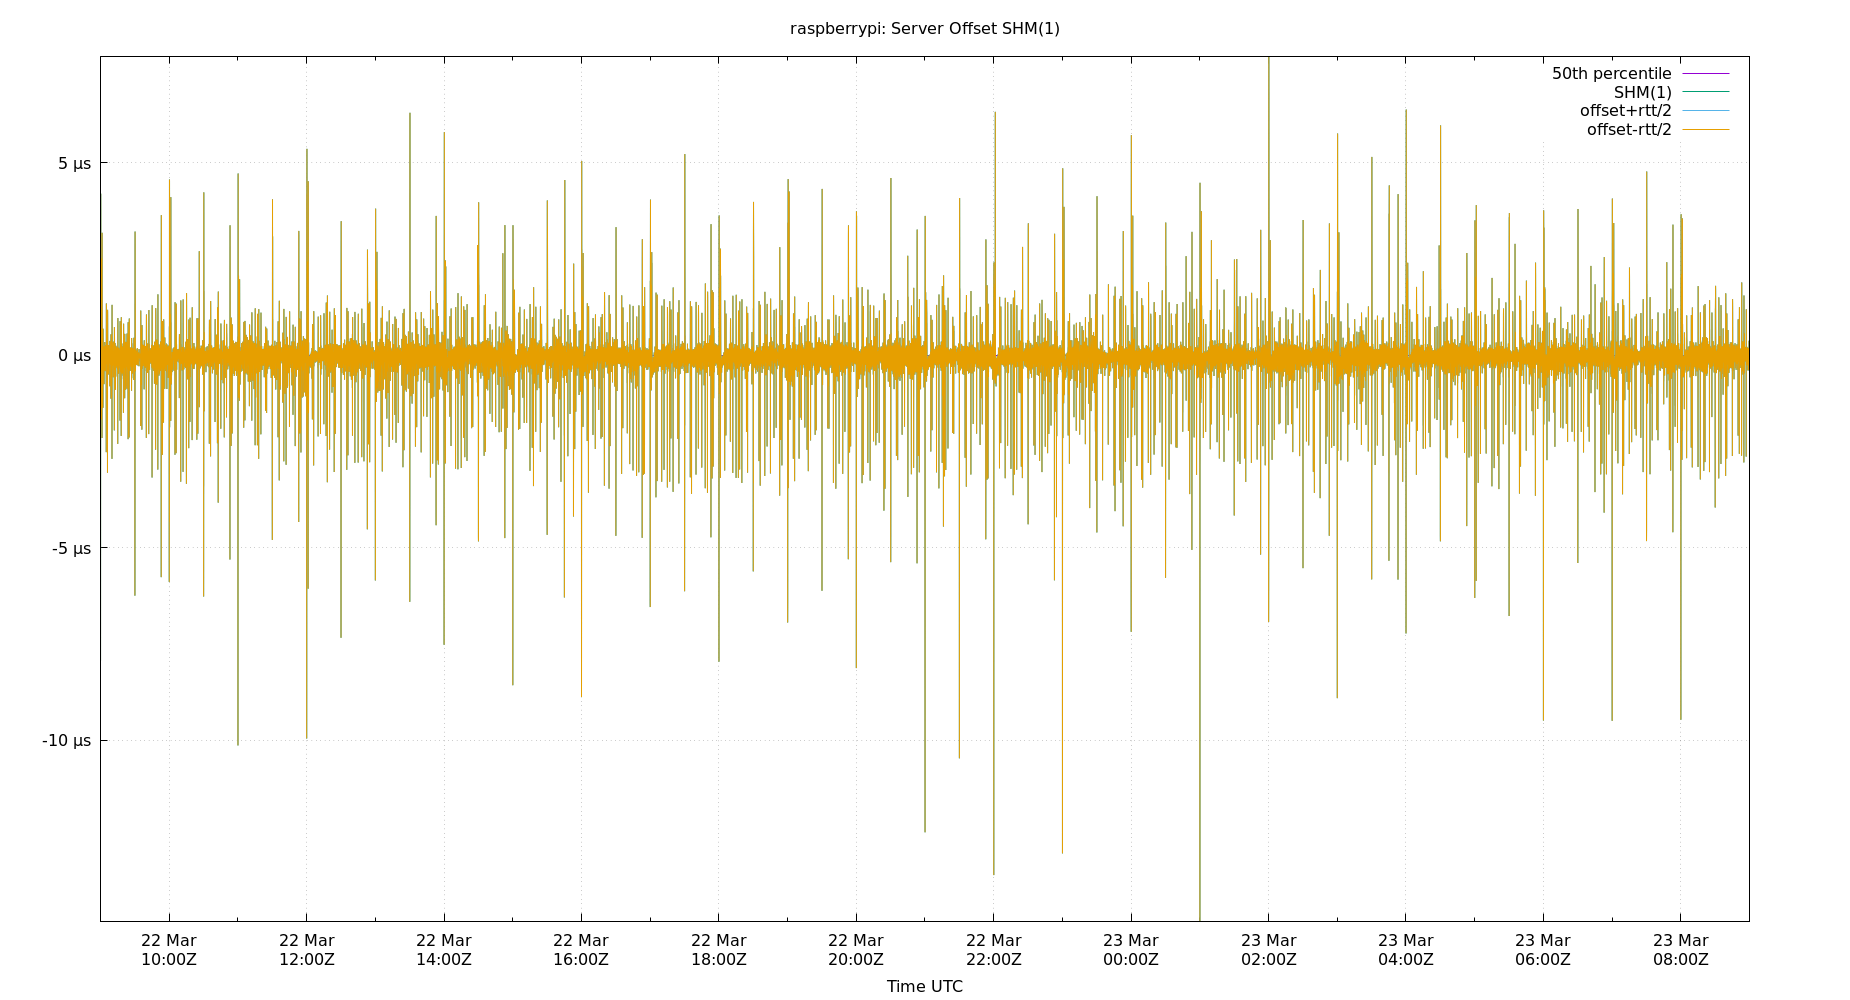 raspberrypi: Server Offset SHM(1)
50th percentile
SHM(1)
offset+rtt/2
offset-rtt/2
5 µs
0 µs
-5 µs
-10 µs
22 Mar 22 Mar 22 Mar 22 Mar 22 Mar 22 Mar 22 Mar 23 Mar 23 Mar 23 Mar 23 Mar 23 Mar
10:00Z 12:00Z 14:00Z 16:00Z 18:00Z 20:00Z 22:00Z 00:00Z 02:00Z 04:00Z 06:00Z 08:00Z
Time UTC